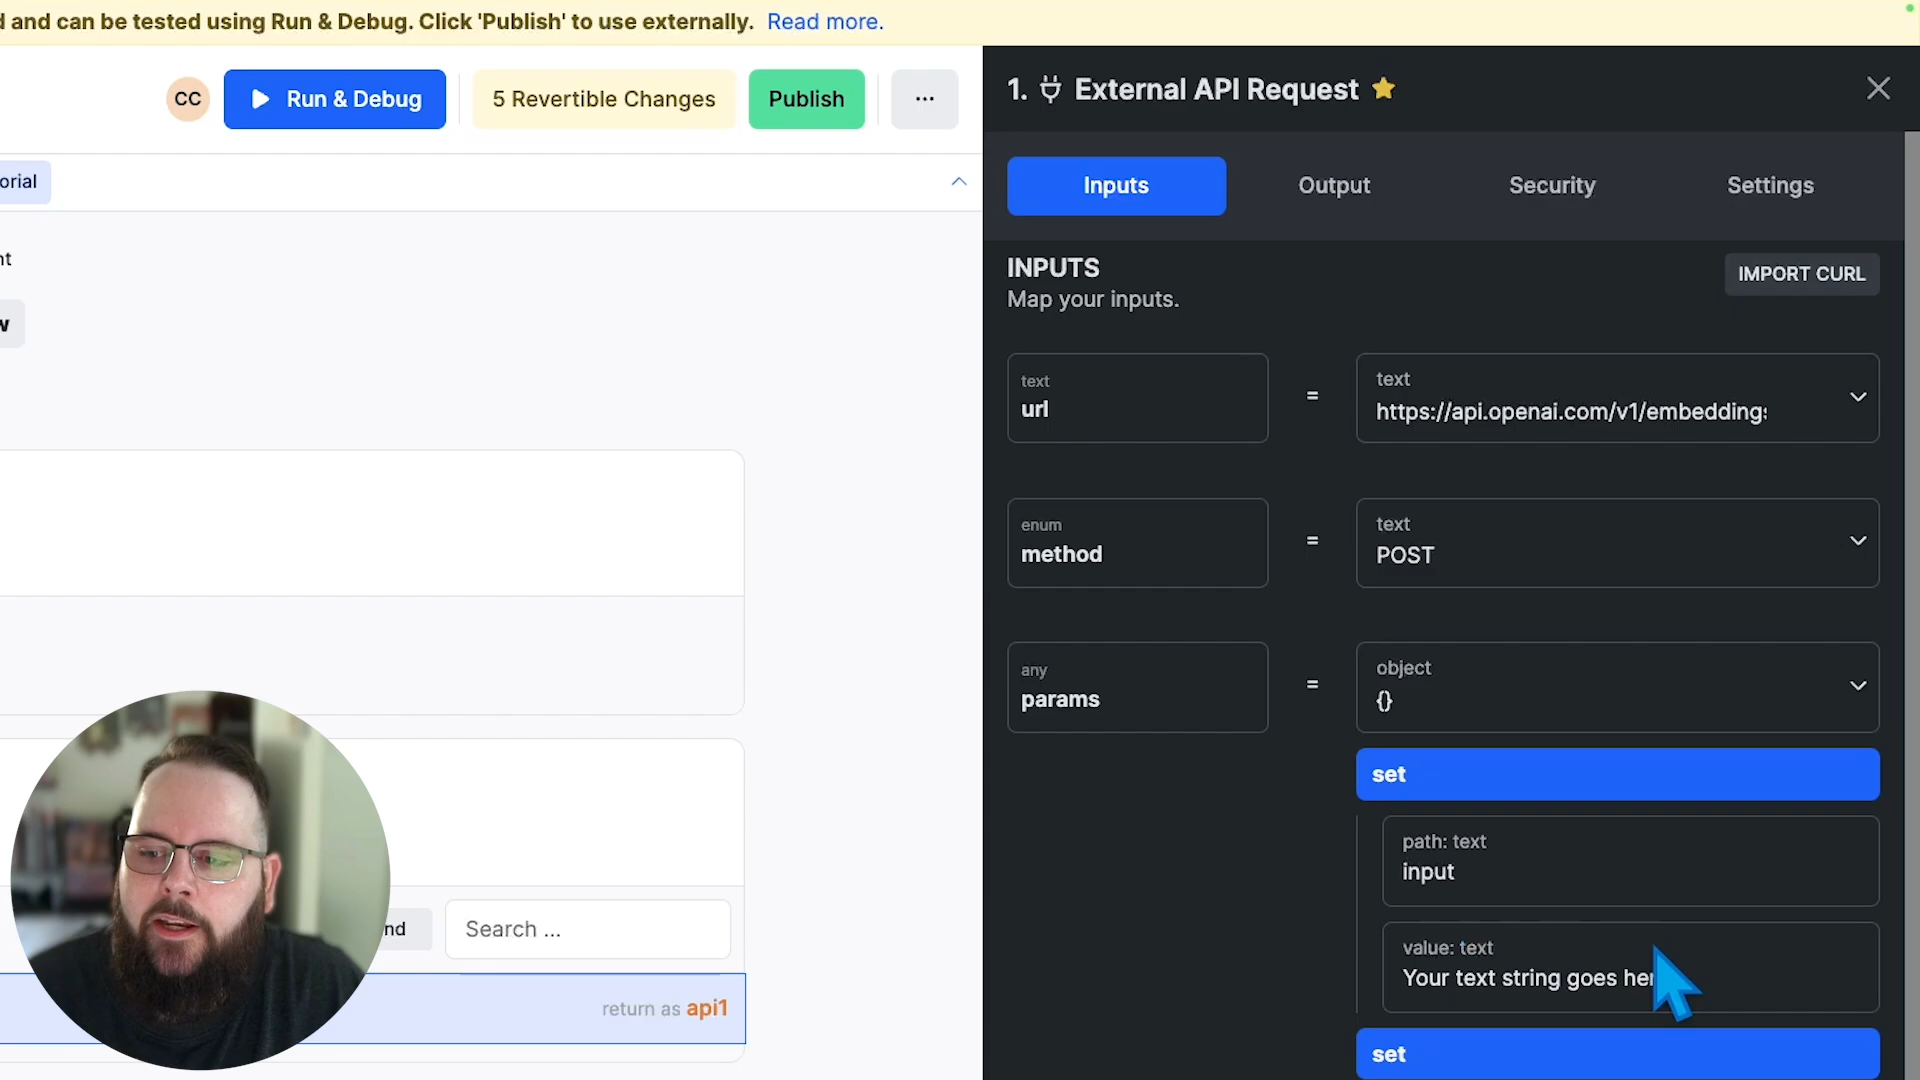 d and can be tested using Run & Debug. Click 'Publish' to use externally. Read more.
CC
Run & Debug
5 Revertible Changes
Publish
...
orial
nt
w
nd
Search ...
return as api1
1. External API Request
Inputs
Output
Security
Settings
INPUTS
IMPORT CURL
Map your inputs.
text
url
=
text
https://api.openai.com/v1/embeddings
enum
method
=
text
POST
any
params
=
object
{}
set
path: text
input
value: text
Your text string goes her
set